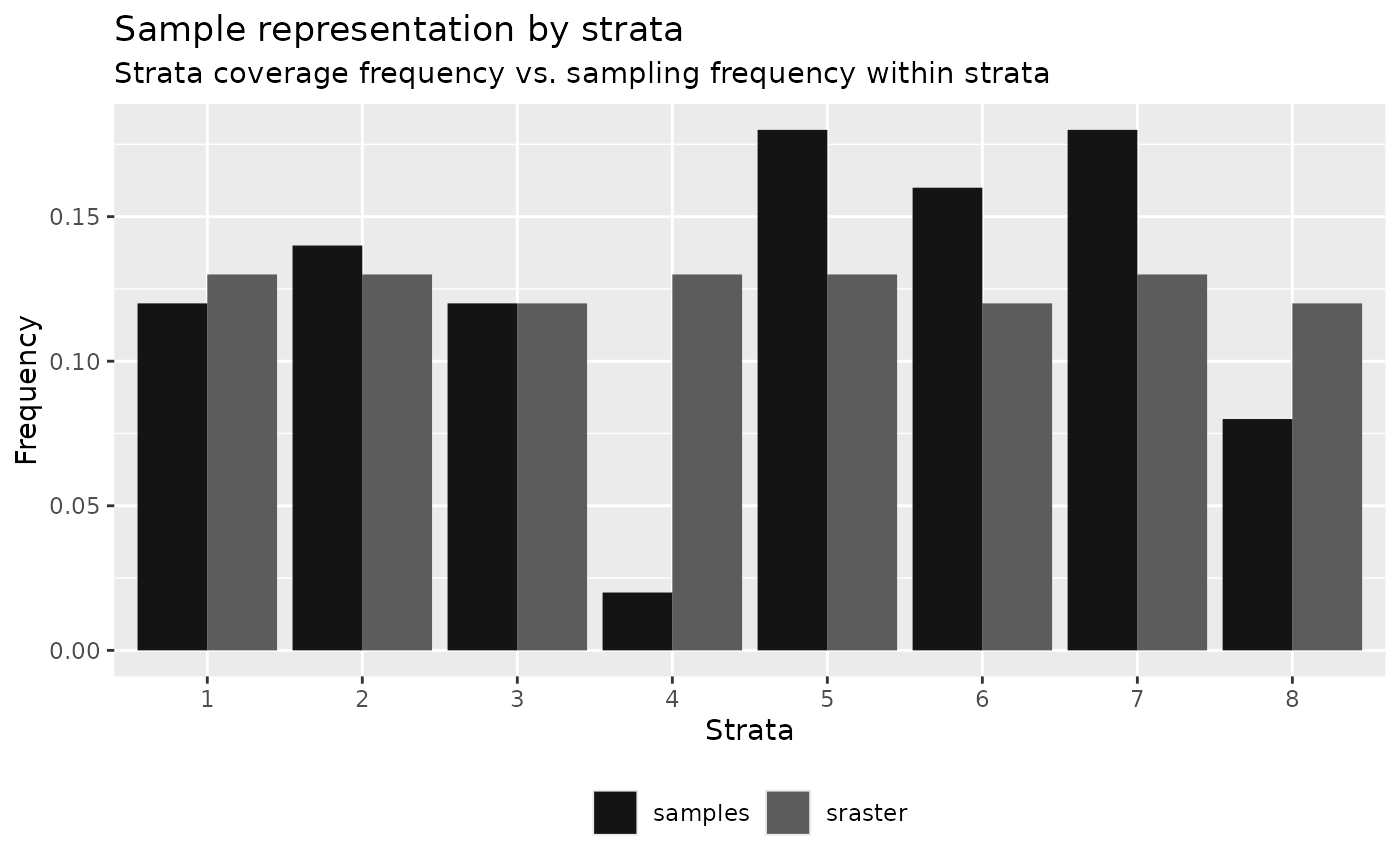 Sample representation by strata
Strata coverage frequency vs. sampling frequency within strata
Frequency
0.15
0.10
0.05
0.00
1 2 3 4 5 6 7 8
Strata
samples sraster